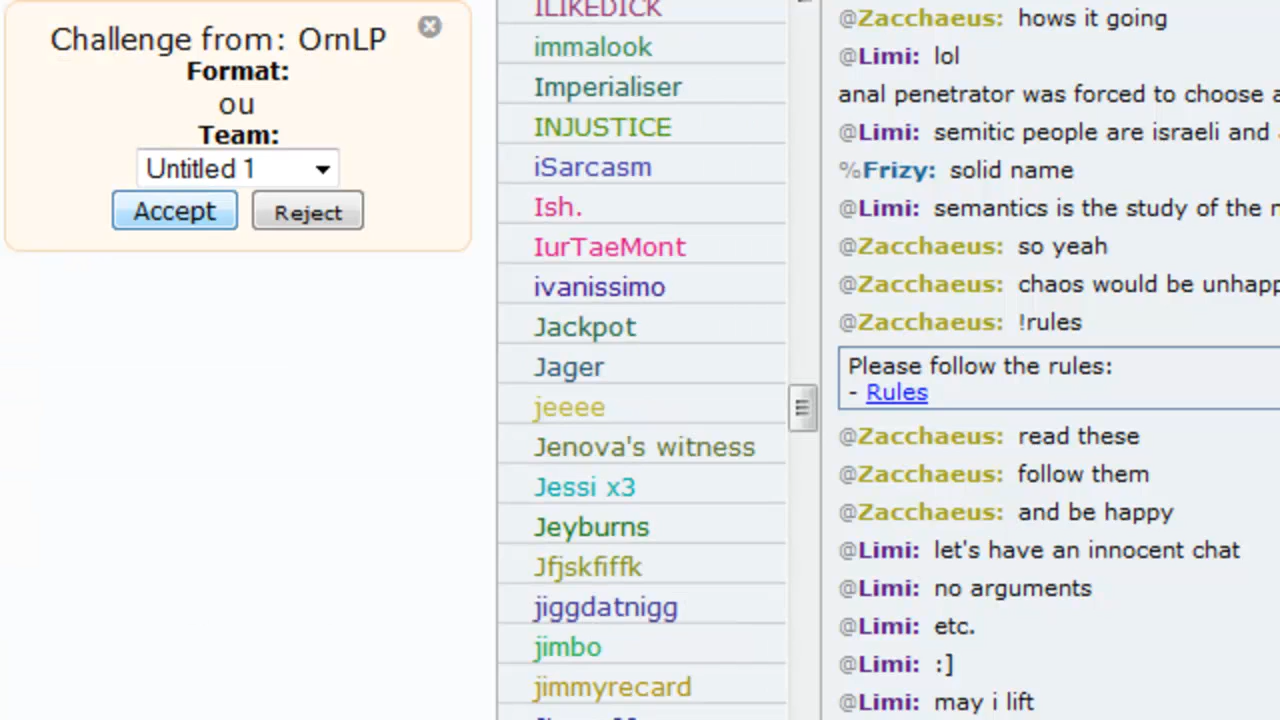 Challenge from: OrnLP
Format:
ou
Team:
Untitled 1
Accept
Reject
ILIKEDICK
immalook
Imperialiser
INJUSTICE
iSarcasm
Ish.
IurTaeMont
ivanissimo
Jackpot
Jager
jeeee
Jenova's witness
Jessi x3
Jeyburns
Jfjskfiffk
jiggdatnigg
jimbo
jimmyrecard
@Zacchaeus: hows it going
@Limi: lol
anal penetrator was forced to choose a
@Limi: semitic people are israeli and
%Frizy: solid name
@Limi: semantics is the study of the
@Zacchaeus: so yeah
@Zacchaeus: chaos would be unhapp
@Zacchaeus: !rules
Please follow the rules:
- Rules
@Zacchaeus: read these
@Zacchaeus: follow them
@Zacchaeus: and be happy
@Limi: let's have an innocent chat
@Limi: no arguments
@Limi: etc.
@Limi: :]
@Limi: may i lift